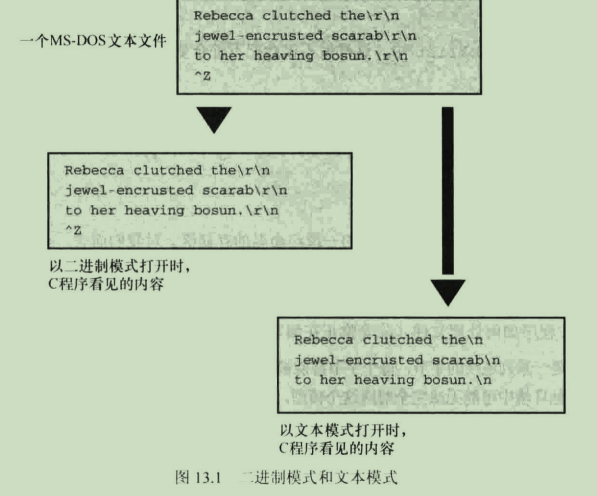 一个MS-DOS文本文件
Rebecca clutched the\r\n
jewel-encrusted scarab\r\n
to her heaving bosun.\r\n
^Z
Rebecca clutched the\r\n
jewel-encrusted scarab\r\n
to her heaving bosun.\r\n
^Z
以二进制模式打开时，
C程序看见的内容
Rebecca clutched the\n
jewel-encrusted scarab\n
to her heaving bosun.\n
以文本模式打开时，
C程序看见的内容
图 13.1 二进制模式和文本模式